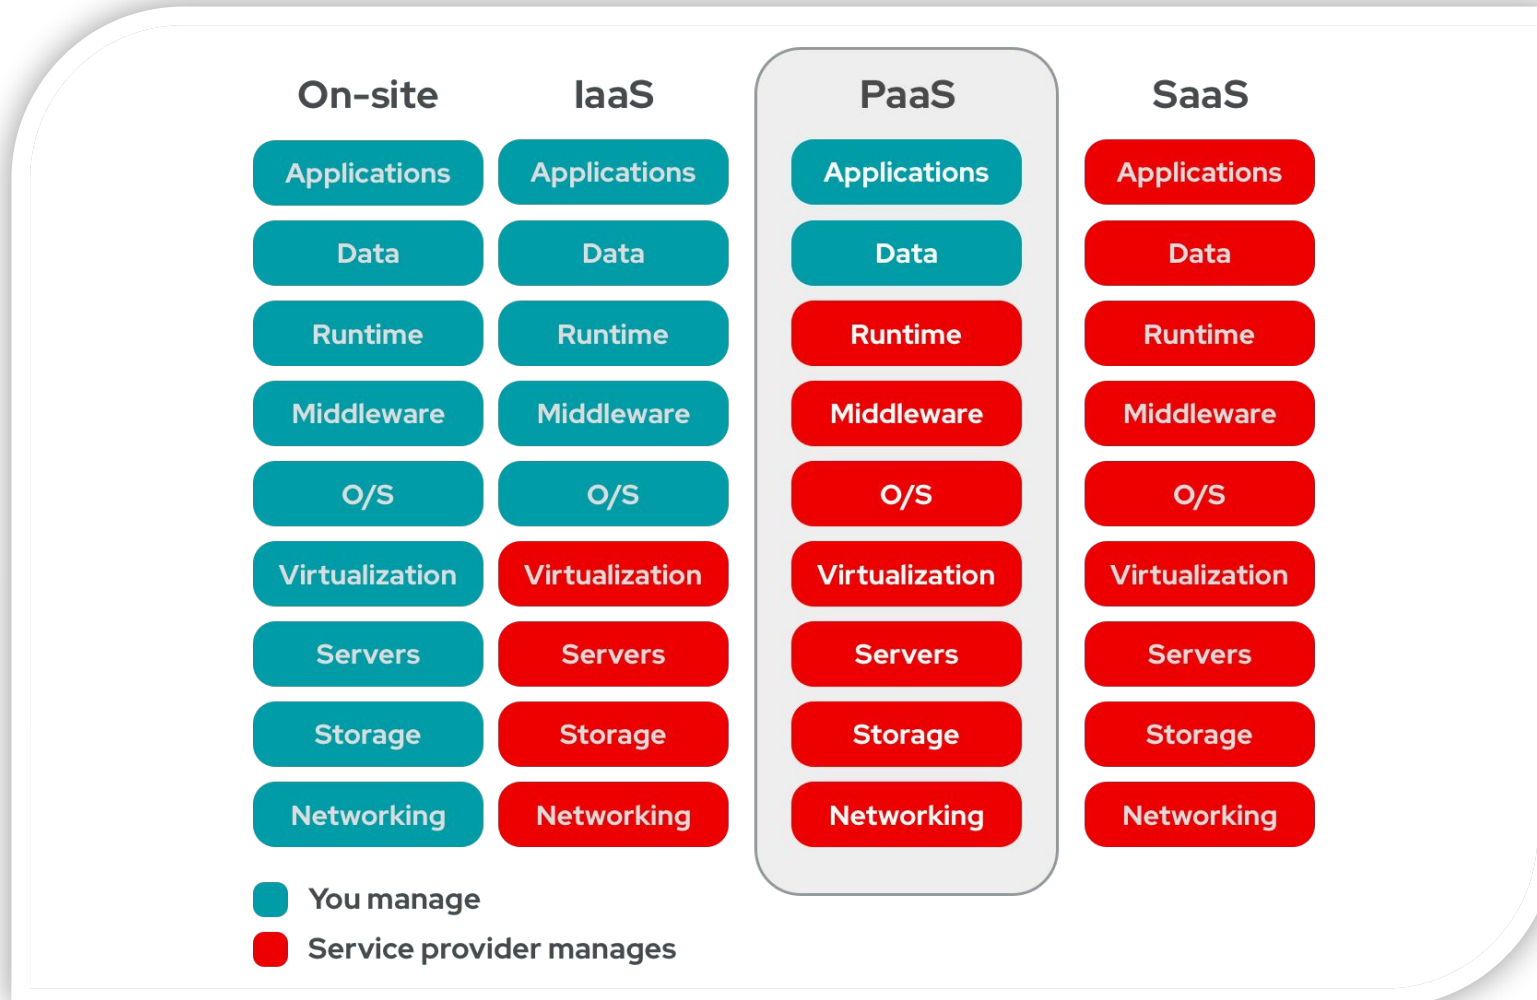 On-site
IaaS
PaaS
SaaS
Applications
Applications
Applications
Applications
Data
Data
Data
Data
Runtime
Runtime
Runtime
Runtime
Middleware
Middleware
Middleware
Middleware
O/S
O/S
O/S
O/S
Virtualization
Virtualization
Virtualization
Virtualization
Servers
Servers
Servers
Servers
Storage
Storage
Storage
Storage
Networking
Networking
Networking
Networking
You manage
Service provider manages